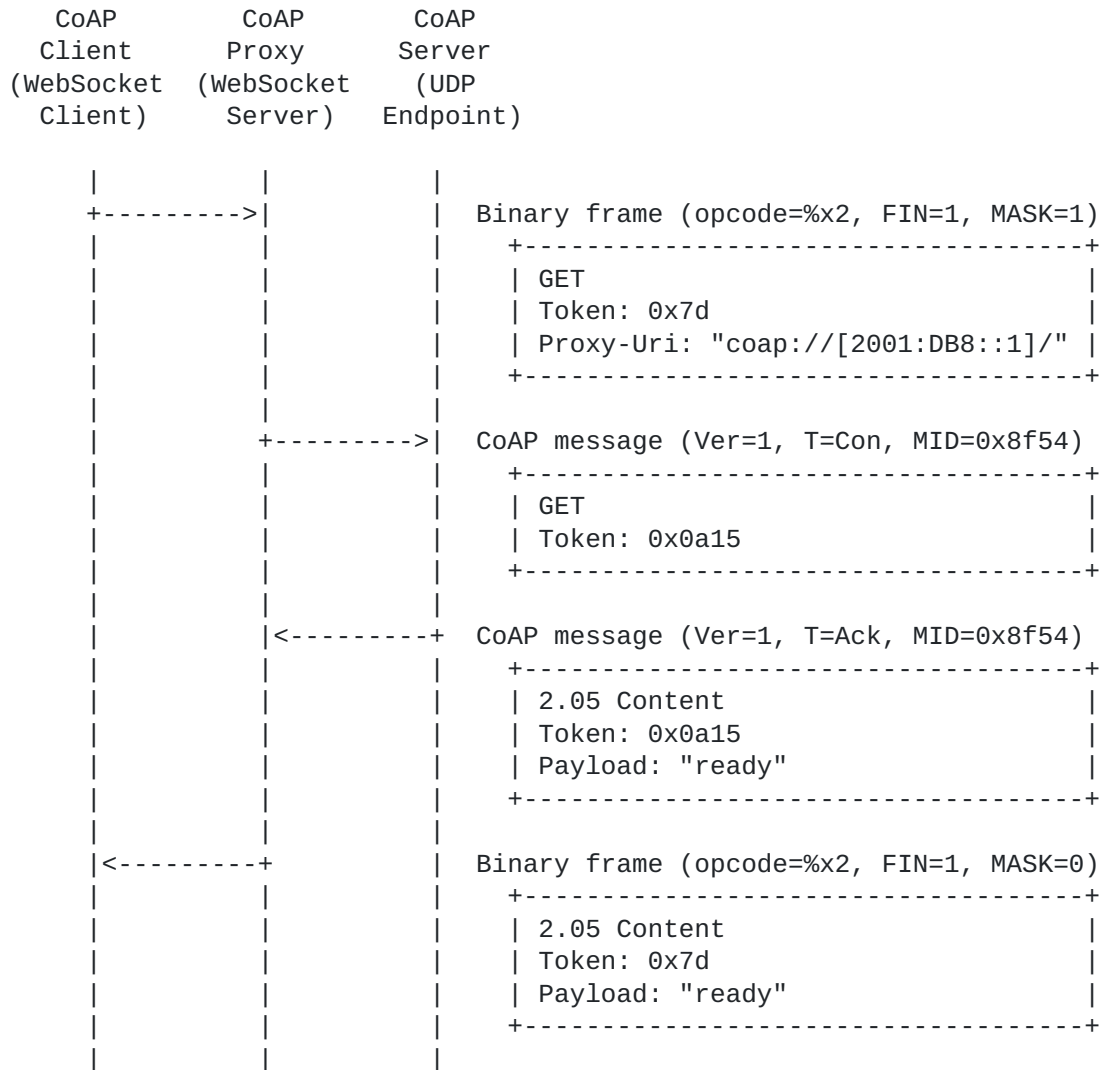 CoAP CoAP CoAP
Client Proxy Server
(WebSocket (WebSocket (UDP
Client) Server) Endpoint)
Binary frame (opcode=%x2, FIN=1, MASK=1)
GET
Token: 0x7d
Proxy-Uri: "coap://[2001:DB8::1]/"
CoAP message (Ver=1, T=Con, MID=0x8f54)
GET
Token: 0x0a15
CoAP message (Ver=1, T=Ack, MID=0x8f54)
2.05 Content
Token: 0x0a15
Payload: "ready"
Binary frame (opcode=%x2, FIN=1, MASK=0)
2.05 Content
Token: 0x7d
Payload: "ready"